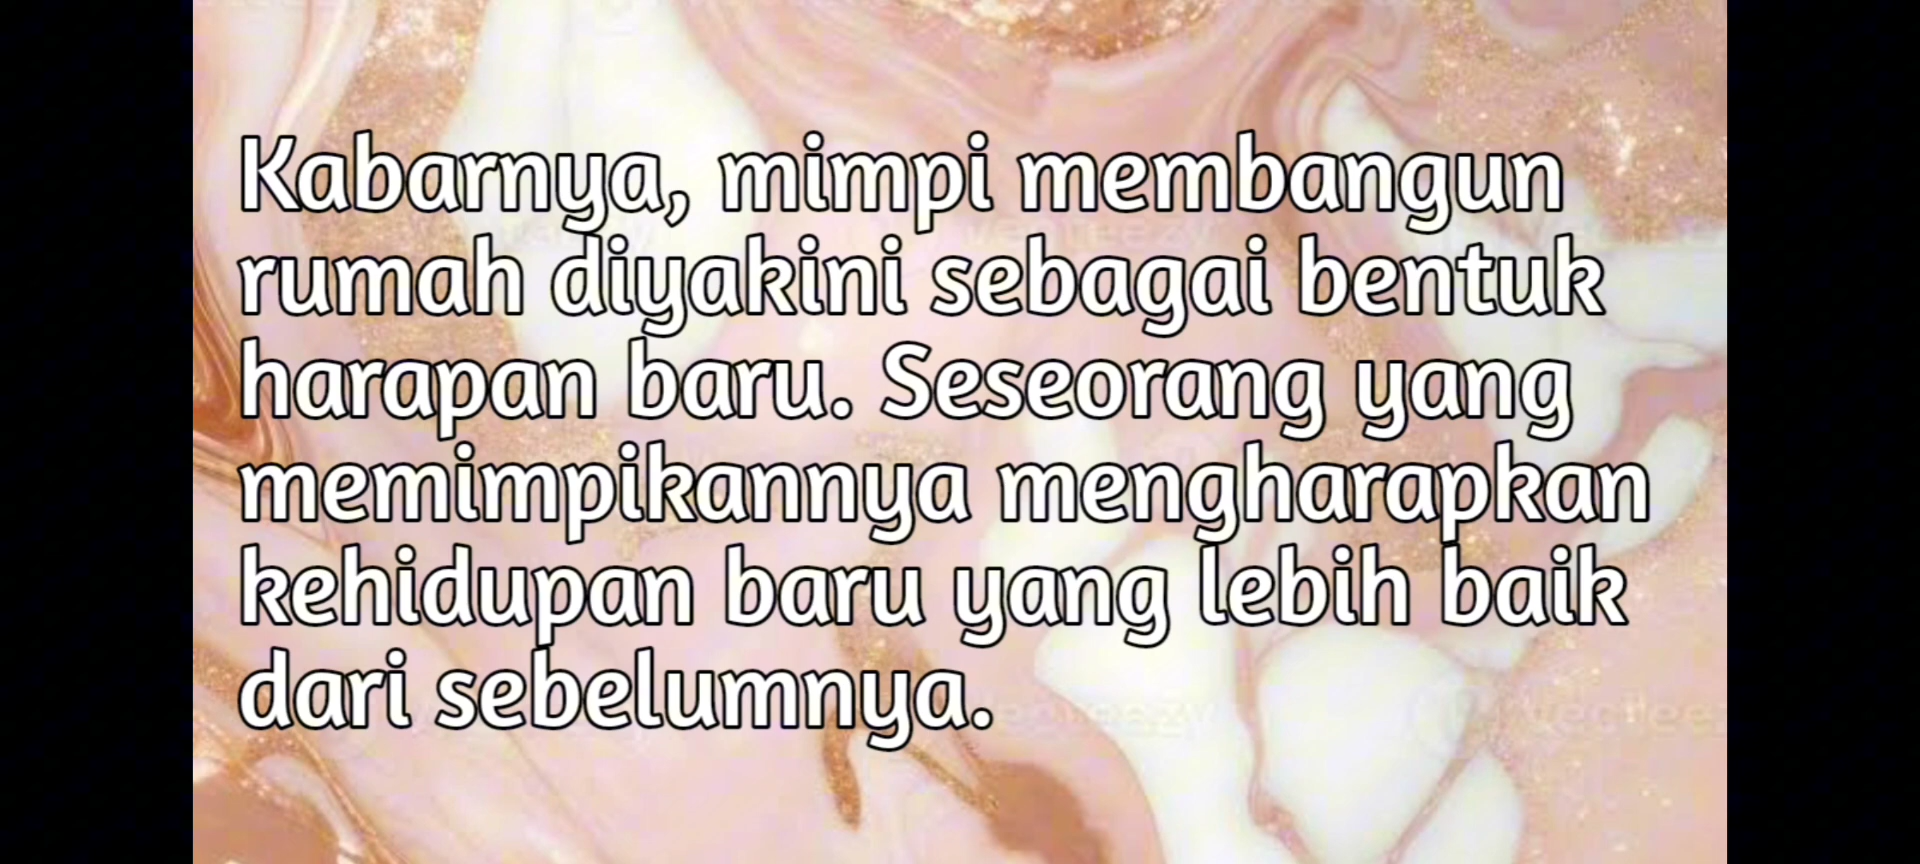 Kabarnya, mimpi membangun
rumah diyakini sebagai bentuk
harapan baru. Seseorang yang
memimpikannya mengharapkan
kehidupan baru yang lebih baik
dari sebelumnya.